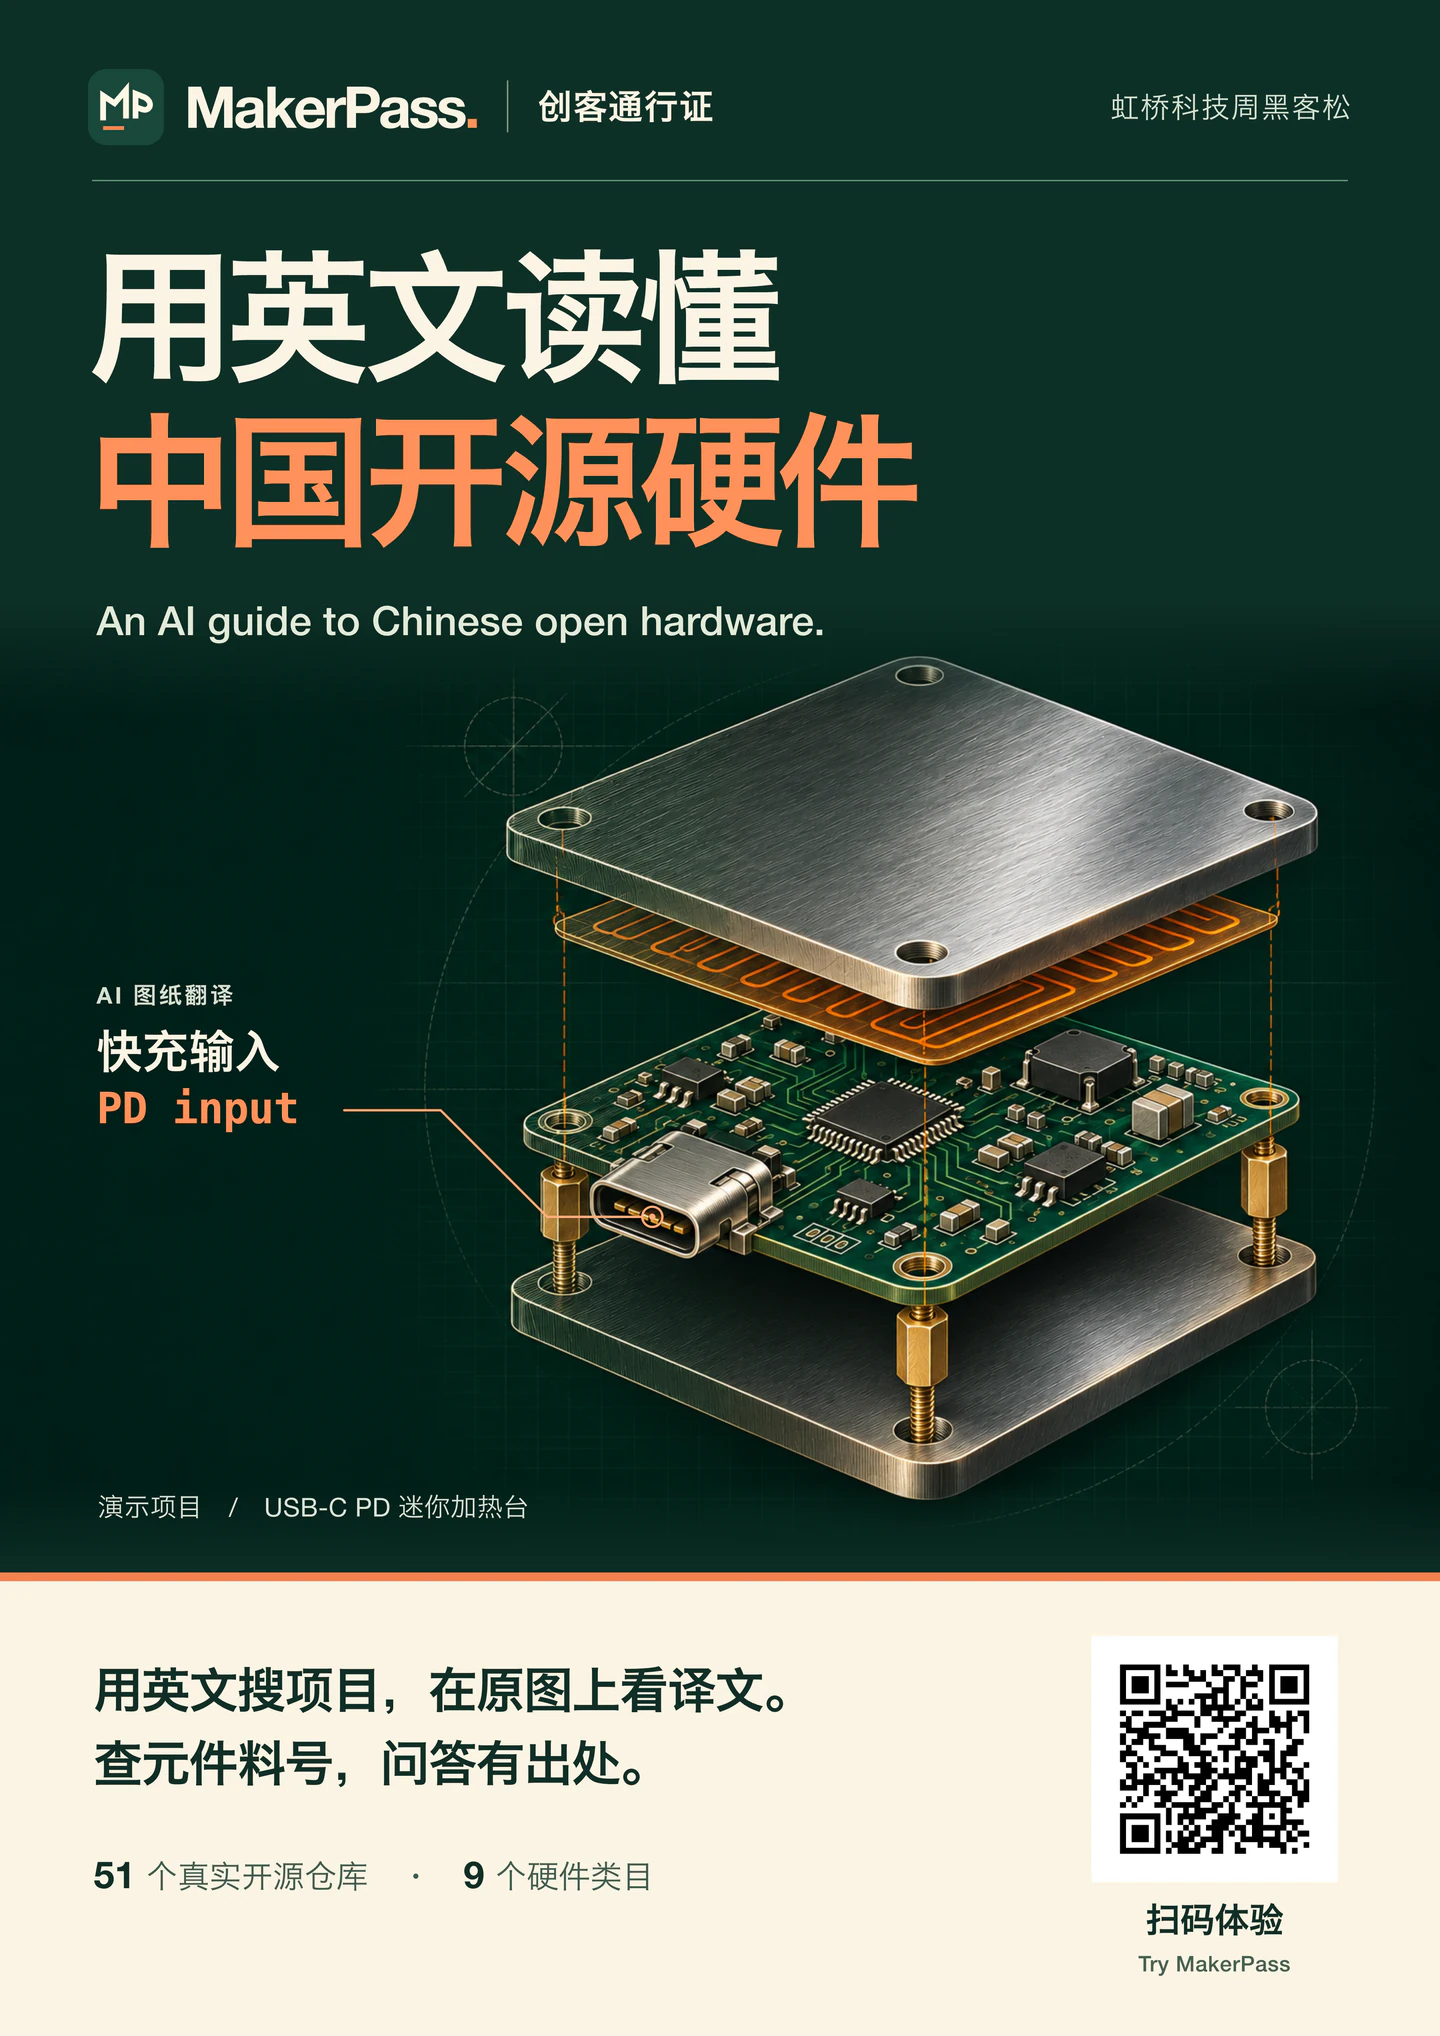 MP MakerPass. 创客通行证 虹桥科技周黑客松
用英文读懂
中国开源硬件
An AI guide to Chinese open hardware.
AI 图纸翻译
快充输入
PD input
演示项目 / USB-C PD 迷你加热台
用英文搜项目，在原图上看译文。
查元件料号，问答有出处。
51 个真实开源仓库 · 9 个硬件类目
扫码体验
Try MakerPass